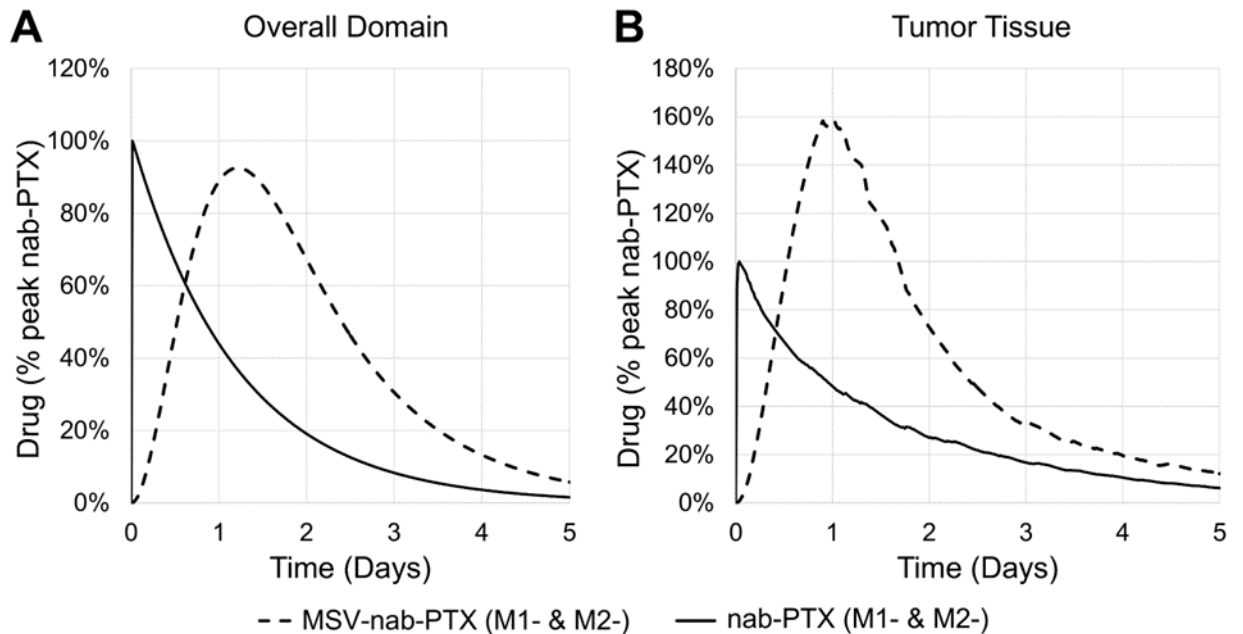 A
Overall Domain
Drug (% peak nab-PTX)
120%
100%
80%
60%
40%
20%
0%
0 1 2 3 4 5
Time (Days)
B
Tumor Tissue
Drug (% peak nab-PTX)
180%
160%
140%
120%
100%
80%
60%
40%
20%
0%
0 1 2 3 4 5
Time (Days)
MSV-nab-PTX (M1- & M2-) nab-PTX (M1- & M2-)